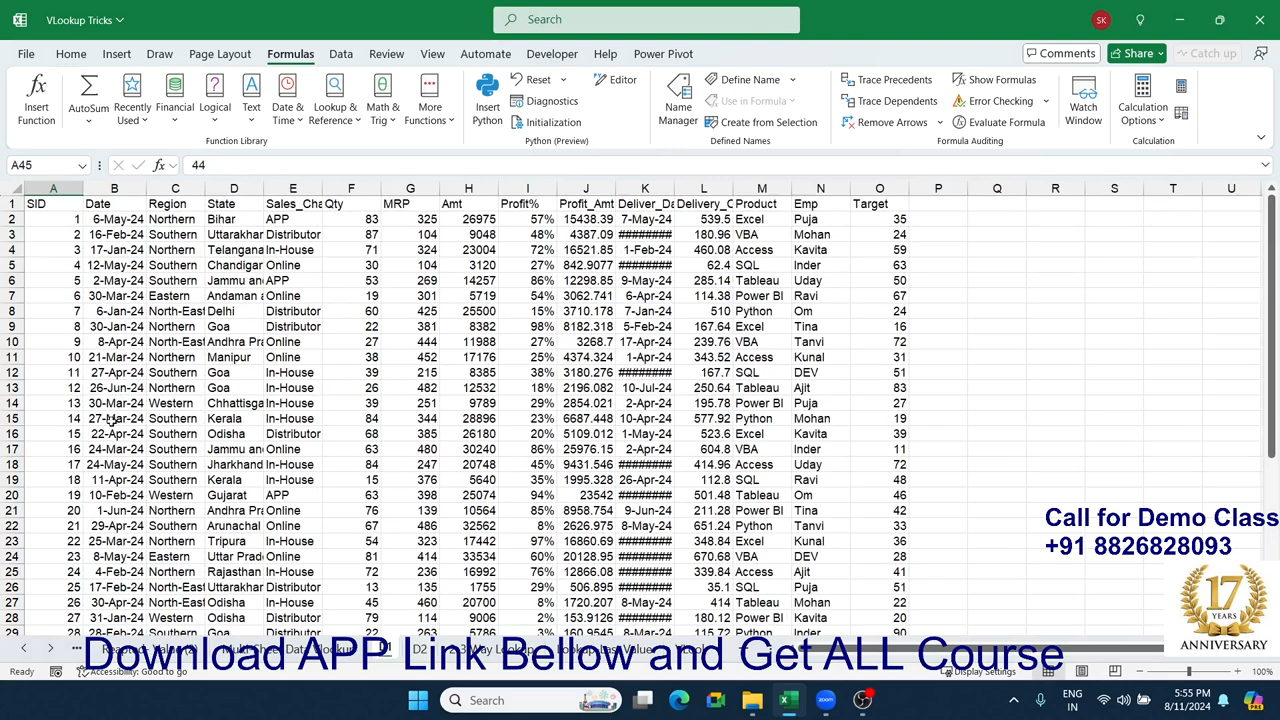 VLookup Tricks
Search
SK
File Home Insert Draw Page Layout Formulas Data Review View Automate Developer Help Power Pivot
Comments Share Catch up
Insert Function
AutoSum
Recently Used
Financial
Logical
Text
Date & Time
Lookup & Reference
Math & Trig
More Functions
Function Library
Insert Python
Reset
Diagnostics
Initialization
Editor
Python (Preview)
Name Manager
Define Name
Use in Formula
Create from Selection
Defined Names
Trace Precedents
Trace Dependents
Remove Arrows
Show Formulas
Error Checking
Evaluate Formula
Formula Auditing
Watch Window
Calculation Options
Calculation
A45 fx 44
A B C D E F G H I J K L M N O P Q R S T U
1 SID Date Region State Sales_Cha Qty MRP Amt Profit% Profit_Amt Deliver_Da Delivery_C Product Emp Target
2 1 6-May-24 Northern Bihar APP 83 325 26975 57% 15438.39 7-May-24 539.5 Excel Puja 35
3 2 16-Feb-24 Southern Uttarakhar Distributor 87 104 9048 48% 4387.09 ######## 180.96 VBA Mohan 24
4 3 17-Jan-24 Northern Telangana In-House 71 324 23004 72% 16521.85 1-Feb-24 460.08 Access Kavita 59
5 4 12-May-24 Southern Chandigar Online 30 104 3120 27% 842.9077 ######## 62.4 SQL Inder 63
6 5 2-May-24 Southern Jammu and APP 53 269 14257 86% 12298.85 9-May-24 285.14 Tableau Uday 50
7 6 30-Mar-24 Eastern Andaman a Online 19 301 5719 54% 3062.741 6-Apr-24 114.38 Power BI Ravi 67
8 7 6-Jan-24 North-East Delhi Distributor 60 425 25500 15% 3710.178 7-Jan-24 510 Python Om 24
9 8 30-Jan-24 Northern Goa Distributor 22 381 8382 98% 8182.318 5-Feb-24 167.64 Excel Tina 16
10 9 8-Apr-24 North-East Andhra Pra Online 27 444 11988 27% 3268.7 17-Apr-24 239.76 VBA Tanvi 72
11 10 21-Mar-24 Northern Manipur Online 38 452 17176 25% 4374.324 1-Apr-24 343.52 Access Kunal 31
12 11 27-Apr-24 Southern Goa In-House 39 215 8385 38% 3180.276 ######## 167.7 SQL DEV 51
13 12 26-Jun-24 Northern Goa In-House 26 482 12532 18% 2196.082 10-Jul-24 250.64 Tableau Ajit 83
14 13 30-Mar-24 Western Chhattisga In-House 39 251 9789 29% 2854.021 2-Apr-24 195.78 Power BI Puja 27
15 14 27-Mar-24 Southern Kerala In-House 84 344 28896 23% 6687.448 10-Apr-24 577.92 Python Mohan 19
16 15 22-Apr-24 Southern Odisha Distributor 68 385 26180 20% 5109.012 1-May-24 523.6 Excel Kavita 39
17 16 24-Mar-24 Southern Jammu and Online 63 480 30240 86% 25976.15 2-Apr-24 604.8 VBA Inder 11
18 17 24-May-24 Southern Jharkhand In-House 84 247 20748 45% 9431.546 ######## 414.96 Access Uday 72
19 18 11-Apr-24 Southern Kerala In-House 15 376 5640 35% 1995.328 26-Apr-24 112.8 SQL Ravi 48
20 19 10-Feb-24 Western Gujarat APP 63 398 25074 94% 23542 ######## 501.48 Tableau Om 46
21 20 1-Jun-24 Northern Andhra Pra Online 76 139 10564 85% 8958.754 9-Jun-24 211.28 Power BI Tina 42
22 21 29-Apr-24 Southern Arunachal Online 67 486 32562 8% 2626.975 8-May-24 651.24 Python Tanvi 33
23 22 25-Mar-24 Northern Tripura In-House 54 323 17442 97% 16860.69 ######## 348.84 Excel Kunal 36
24 23 8-May-24 Eastern Uttar Prade Online 81 414 33534 60% 20128.95 ######## 670.68 VBA DEV 28
25 24 4-Feb-24 Northern Rajasthan In-House 72 236 16992 76% 12866.08 ######## 339.84 Access Ajit 41
26 25 17-Feb-24 North-East Uttarakhar Distributor 13 135 1755 29% 506.895 ######## 35.1 SQL Puja 51
27 26 30-Apr-24 Southern Odisha In-House 45 460 20700 8% 1720.207 8-May-24 414 Tableau Mohan 22
28 27 31-Jan-24 Western Odisha Distributor 79 114 9006 2% 153.9126 ######## 180.12 Power BI Kavita 20
29 28 28-Feb-24 Southern Goa Distributor 22 263 5786 3% 160.9545 8-Mar-24 115.72 Python Inder 90
Call for Demo Class
+91 8826828093
17
YEARS
ANNIVERSARY
D1 D2
Download APP Link Bellow and Get ALL Course
Ready Accessibility: Good to go Display Settings 100%
Search
zoom
ENG
IN
5:55 PM
8/11/2024